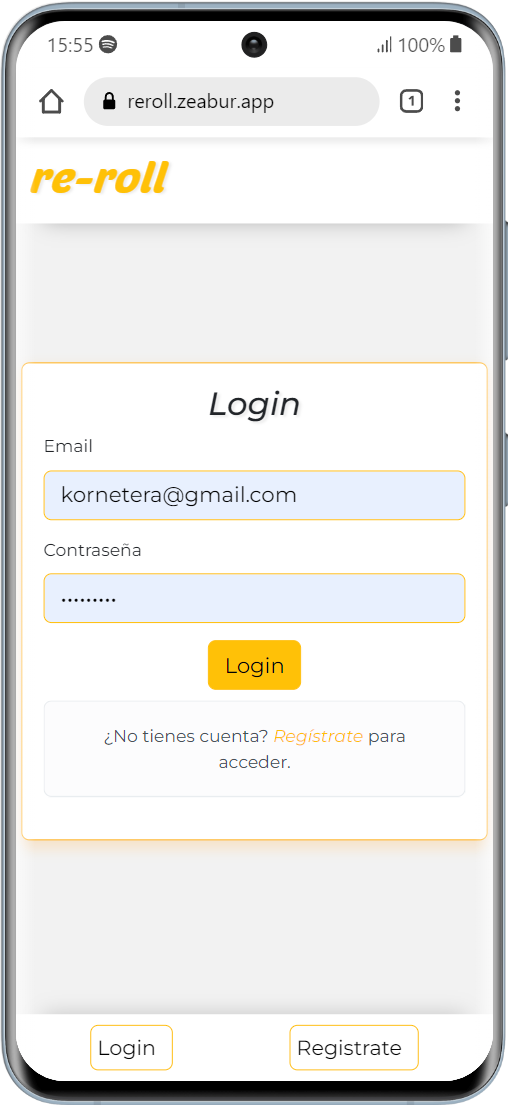 15:55 100%
reroll.zeabur.app 1
re-roll
Login
Email
kornetera@gmail.com
Contraseña
•••••••••
Login
¿No tienes cuenta? Regístrate para
acceder.
Login Registrate